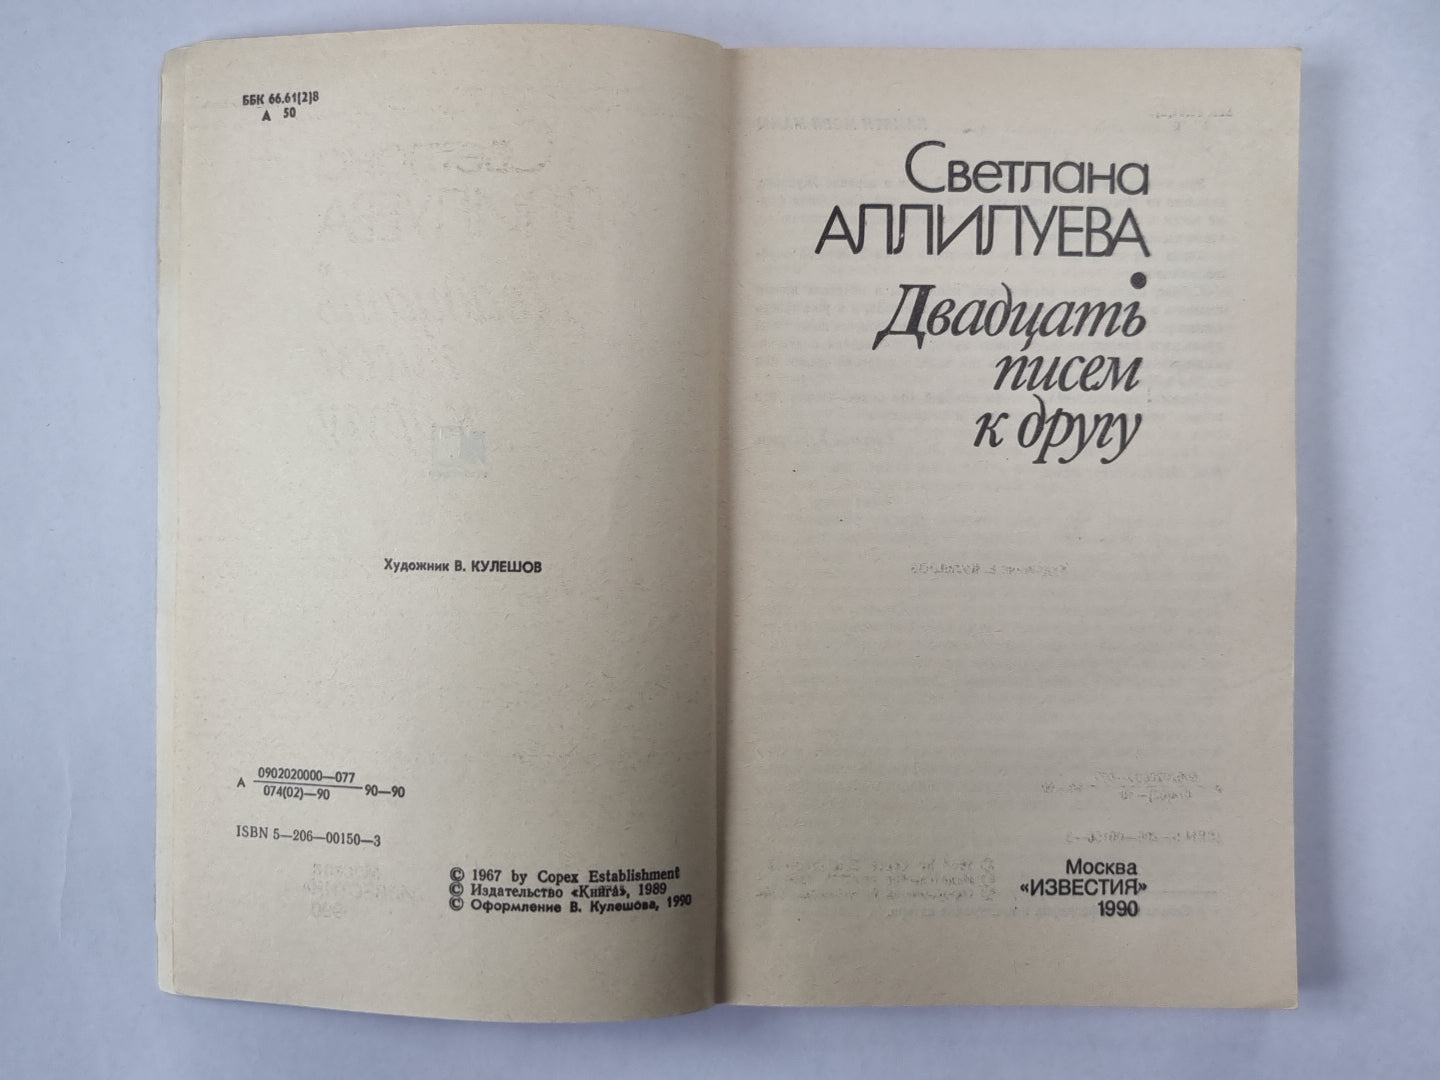 ББК 66.61(2)8
А 50
Художник В. КУЛЕШОВ
А 0902020000—077 90—90
074(02)—90
ISBN 5—206—00150—3
© 1967 by Copex Establishment
© Издательство «Книга», 1989
© Оформление В. Кулешова, 1990
Светлана
АЛЛИЛУЕВА
Двадцать
писем
к другу
Москва
«ИЗВЕСТИЯ»
1990